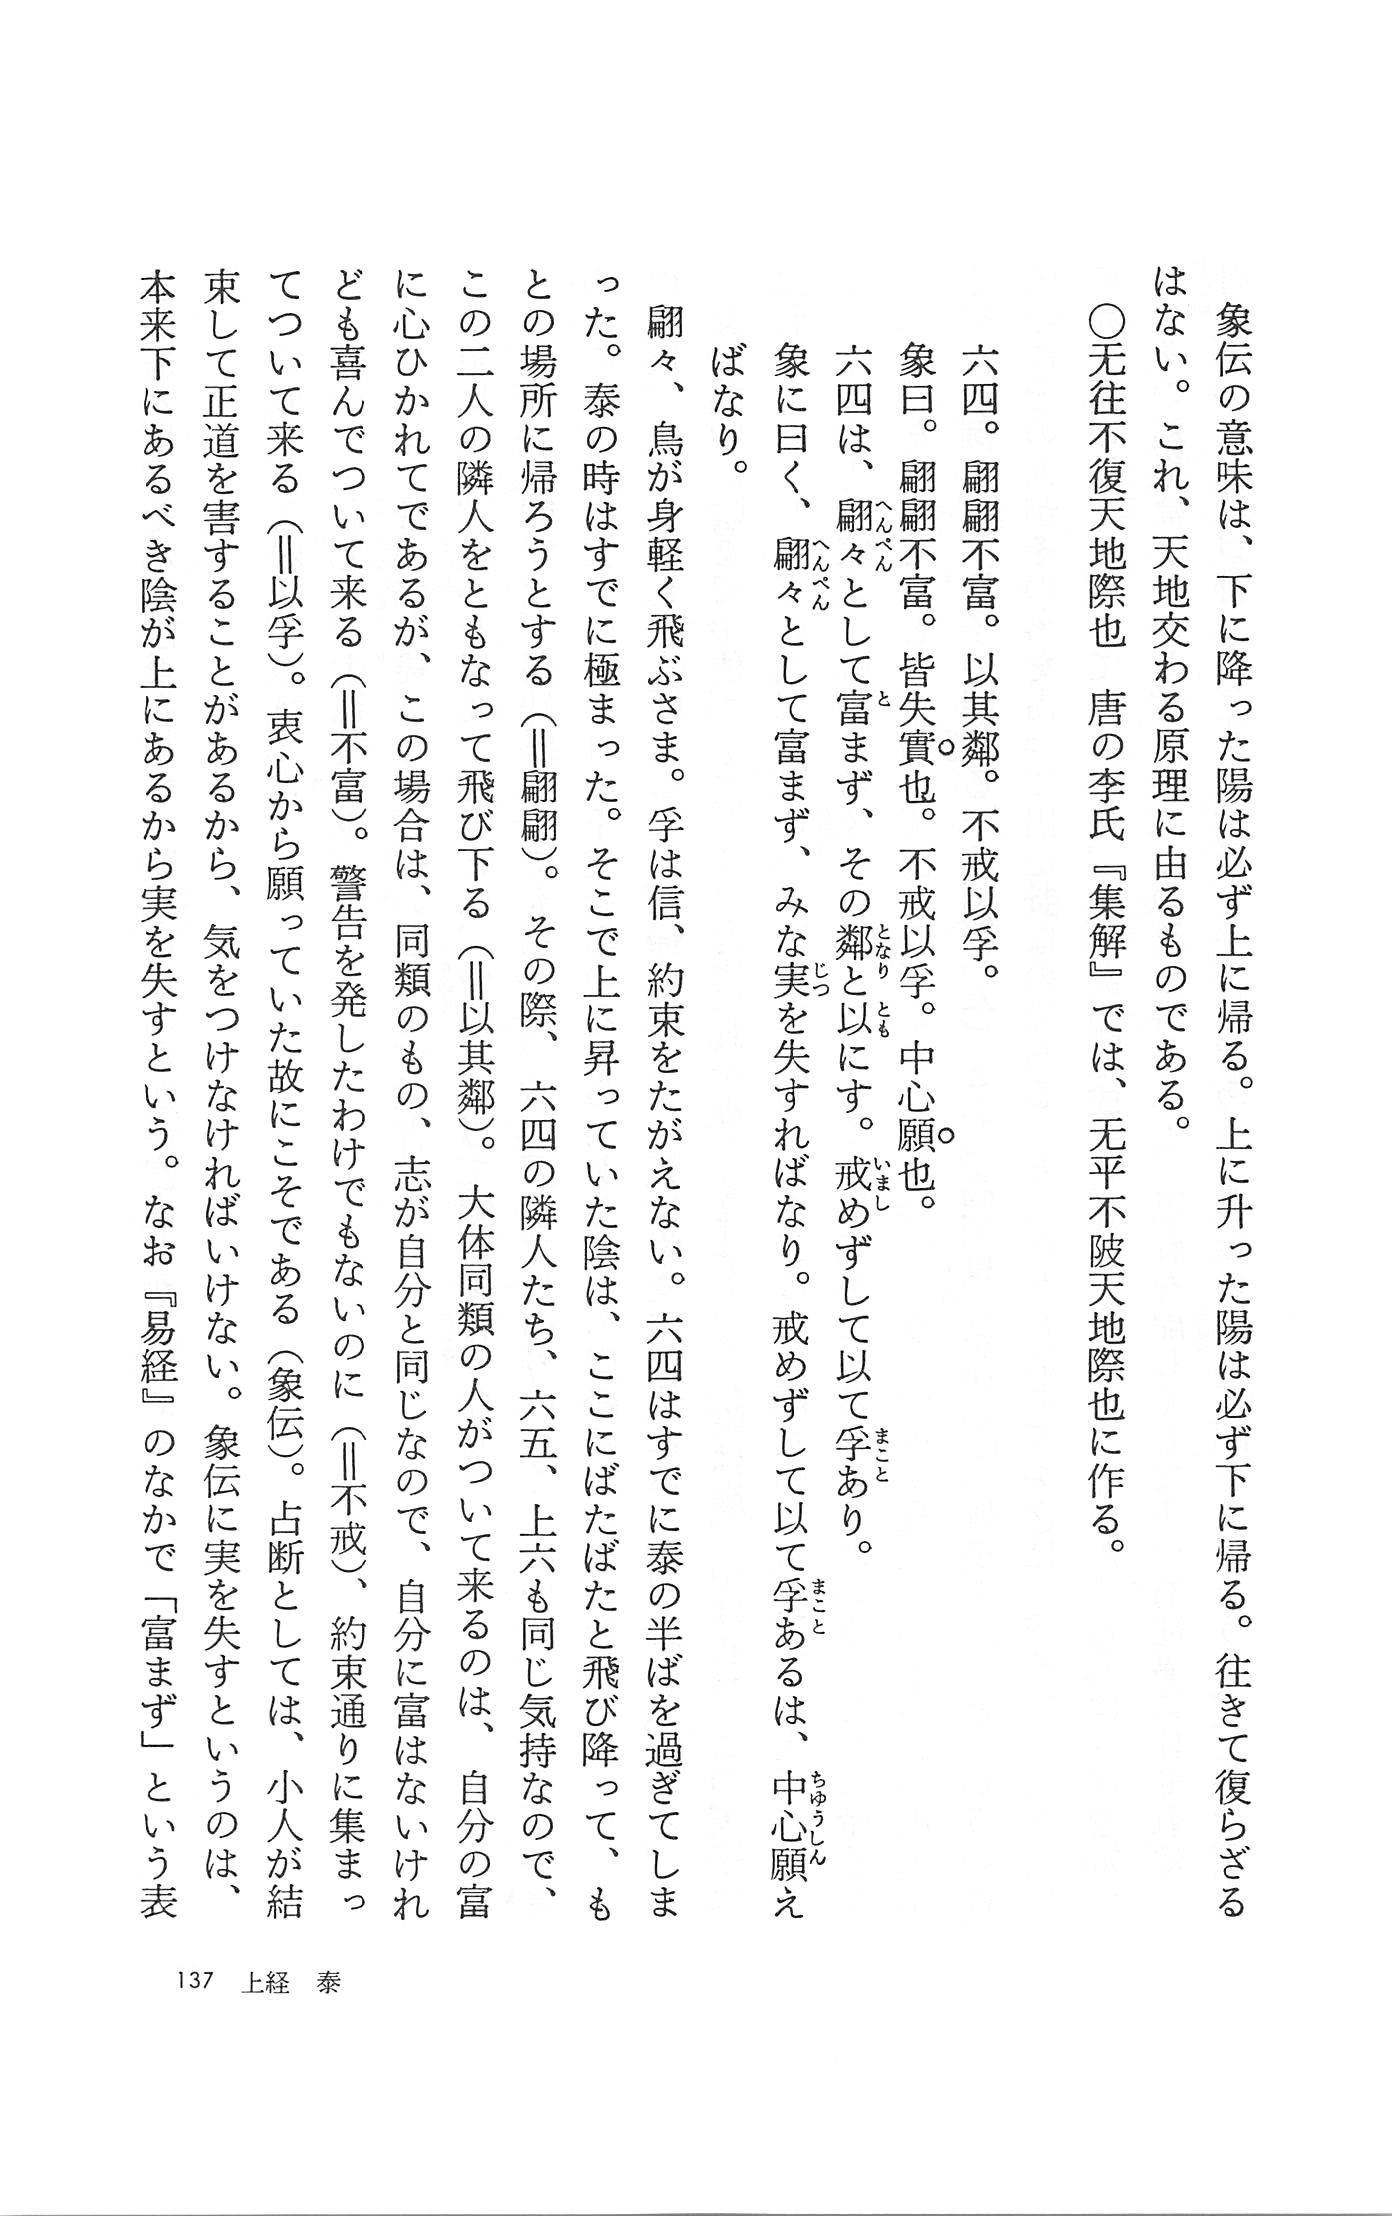 象伝の意味は、下に降った陽は必ず上に帰る。上に升った陽は必ず下に帰る。往きて復らざる
はない。これ、天地交わる原理に由るものである。
○无往不復天地際也　唐の李氏『集解』では、无平不陂天地際也に作る。
六四。翩翩不富。以其鄰。不戒以孚。
象曰。翩翩不富。皆失實也。不戒以孚。中心願也。
六四は、翩々として富まず、その鄰と以にす。戒めずして以て孚あり。
象に曰く、翩々として富まず、みな実を失すればなり。戒めずして以て孚あるは、中心願え
ばなり。
翩々、鳥が身軽く飛ぶさま。孚は信、約束をたがえない。六四はすでに泰の半ばを過ぎてしま
った。泰の時はすでに極まった。そこで上に昇っていた陰は、ここにばたばたと飛び降って、も
との場所に帰ろうとする（＝翩翩）。その際、六四の隣人たち、六五、上六も同じ気持なので、
この二人の隣人をともなって飛び下る（＝以其鄰）。大体同類の人がついて来るのは、自分の富
に心ひかれてであるが、この場合は、同類のもの、志が自分と同じなので、自分に富はないけれ
ども喜んでついて来る（＝不富）。警告を発したわけでもないのに（＝不戒）、約束通りに集まっ
てついて来る（＝以孚）。衷心から願っていた故にこそである（象伝）。占断としては、小人が結
束して正道を害することがあるから、気をつけなければいけない。象伝に実を失すというのは、
本来下にあるべき陰が上にあるから実を失すという。なお『易経』のなかで「富まず」という表
137 上経　泰